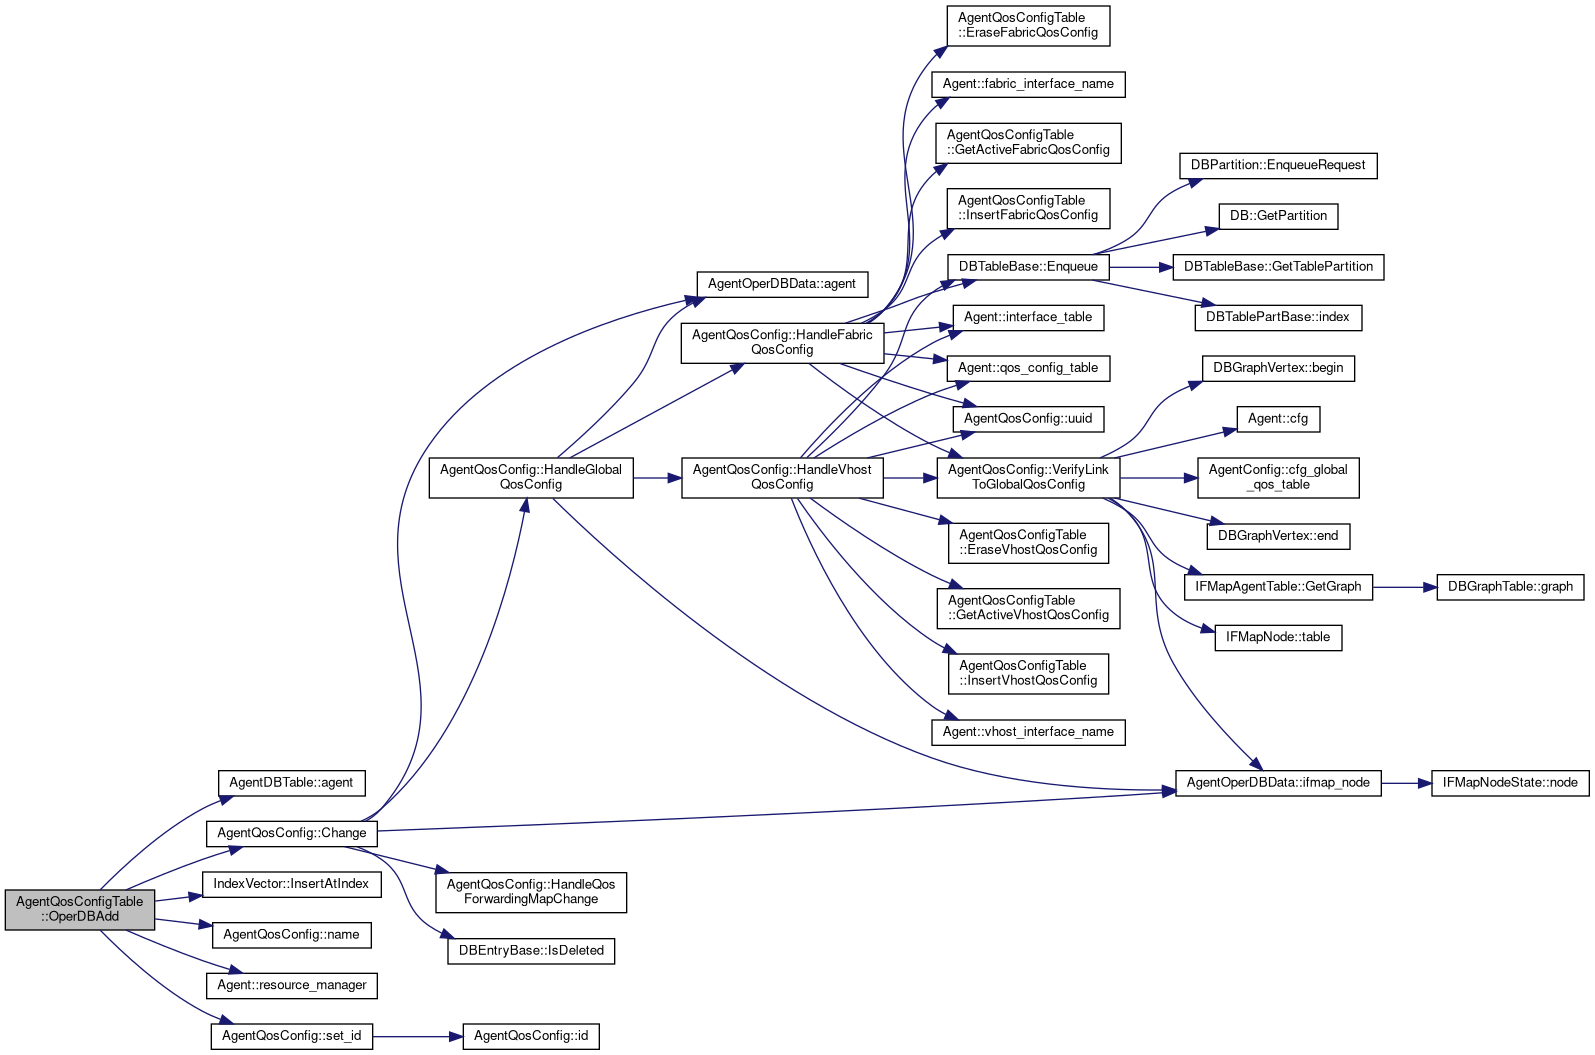 AgentQosConfigTable
::EraseFabricQosConfig
Agent::fabric_interface_name
AgentQosConfigTable
::GetActiveFabricQosConfig
DBPartition::EnqueueRequest
AgentQosConfigTable
::InsertFabricQosConfig
DB::GetPartition
DBTableBase::Enqueue
DBTableBase::GetTablePartition
AgentOperDBData::agent
Agent::interface_table
DBTablePartBase::index
AgentQosConfig::HandleFabric
QosConfig
Agent::qos_config_table
DBGraphVertex::begin
AgentQosConfig::uuid
Agent::cfg
AgentQosConfig::HandleGlobal
QosConfig
AgentQosConfig::HandleVhost
QosConfig
AgentQosConfig::VerifyLink
ToGlobalQosConfig
AgentConfig::cfg_global
_qos_table
AgentQosConfigTable
::EraseVhostQosConfig
DBGraphVertex::end
AgentQosConfigTable
::GetActiveVhostQosConfig
IFMapAgentTable::GetGraph
DBGraphTable::graph
IFMapNode::table
AgentQosConfigTable
::InsertVhostQosConfig
Agent::vhost_interface_name
AgentDBTable::agent
AgentOperDBData::ifmap_node
IFMapNodeState::node
AgentQosConfig::Change
IndexVector::InsertAtIndex
AgentQosConfig::HandleQos
ForwardingMapChange
AgentQosConfigTable
::OperDBAdd
AgentQosConfig::name
DBEntryBase::IsDeleted
Agent::resource_manager
AgentQosConfig::set_id
AgentQosConfig::id